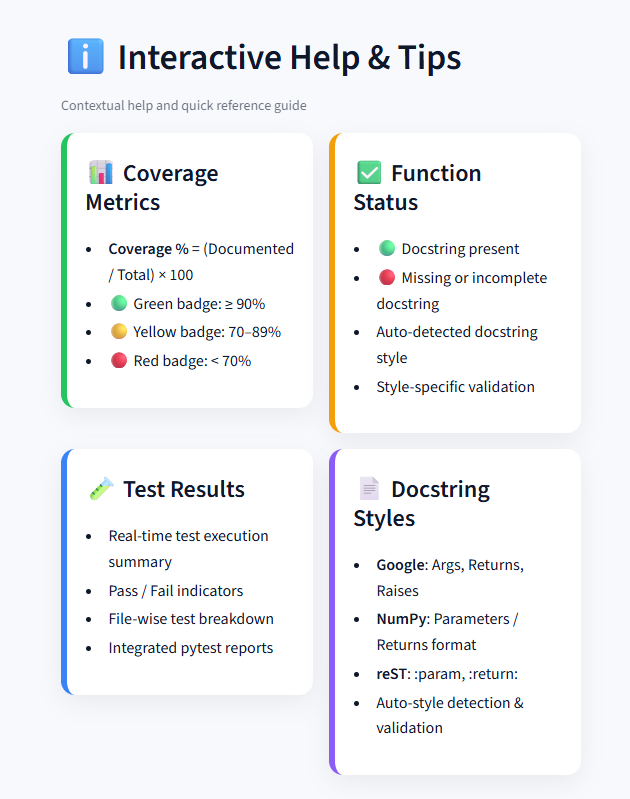 Interactive Help & Tips
Contextual help and quick reference guide
Coverage
Metrics
Coverage % = (Documented
/ Total) × 100
Green badge: ≥ 90%
Yellow badge: 70–89%
Red badge: < 70%
Function
Status
Docstring present
Missing or incomplete
docstring
Auto-detected docstring
style
Style-specific validation
Test Results
Real-time test execution
summary
Pass / Fail indicators
File-wise test breakdown
Integrated pytest reports
Docstring
Styles
Google: Args, Returns,
Raises
NumPy: Parameters /
Returns format
reST: :param, :return:
Auto-style detection &
validation